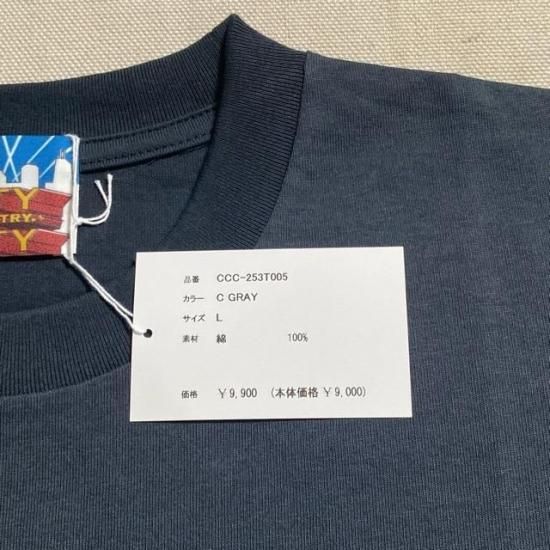 Y
TRY.
Y
品番 CCC-253T005
カラー C GRAY
サイズ L
素材 綿 100%
価格 ￥9,900 (本体価格 ￥9,000)